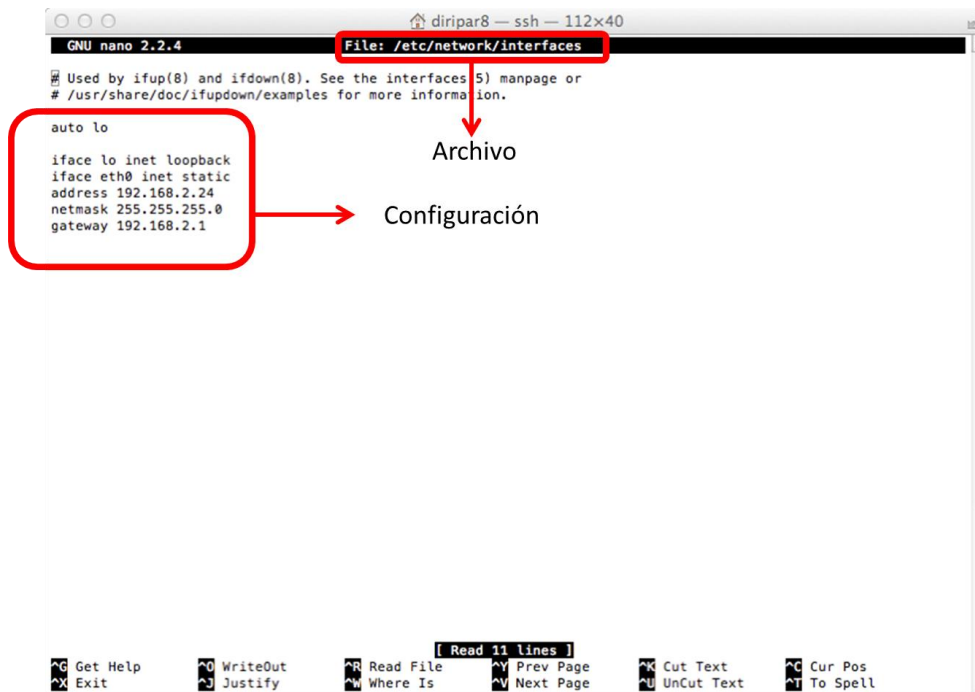 diripar8 — ssh — 112×40
GNU nano 2.2.4 File: /etc/network/interfaces
# Used by ifup(8) and ifdown(8). See the interfaces(5) manpage or
# /usr/share/doc/ifupdown/examples for more information.
auto lo
Archivo
iface lo inet loopback
iface eth0 inet static
address 192.168.2.24
netmask 255.255.255.0
gateway 192.168.2.1
Configuración
[ Read 11 lines ]
^G Get Help ^O WriteOut ^R Read File ^Y Prev Page ^K Cut Text ^C Cur Pos
^X Exit ^J Justify ^W Where Is ^V Next Page ^U UnCut Text ^T To Spell